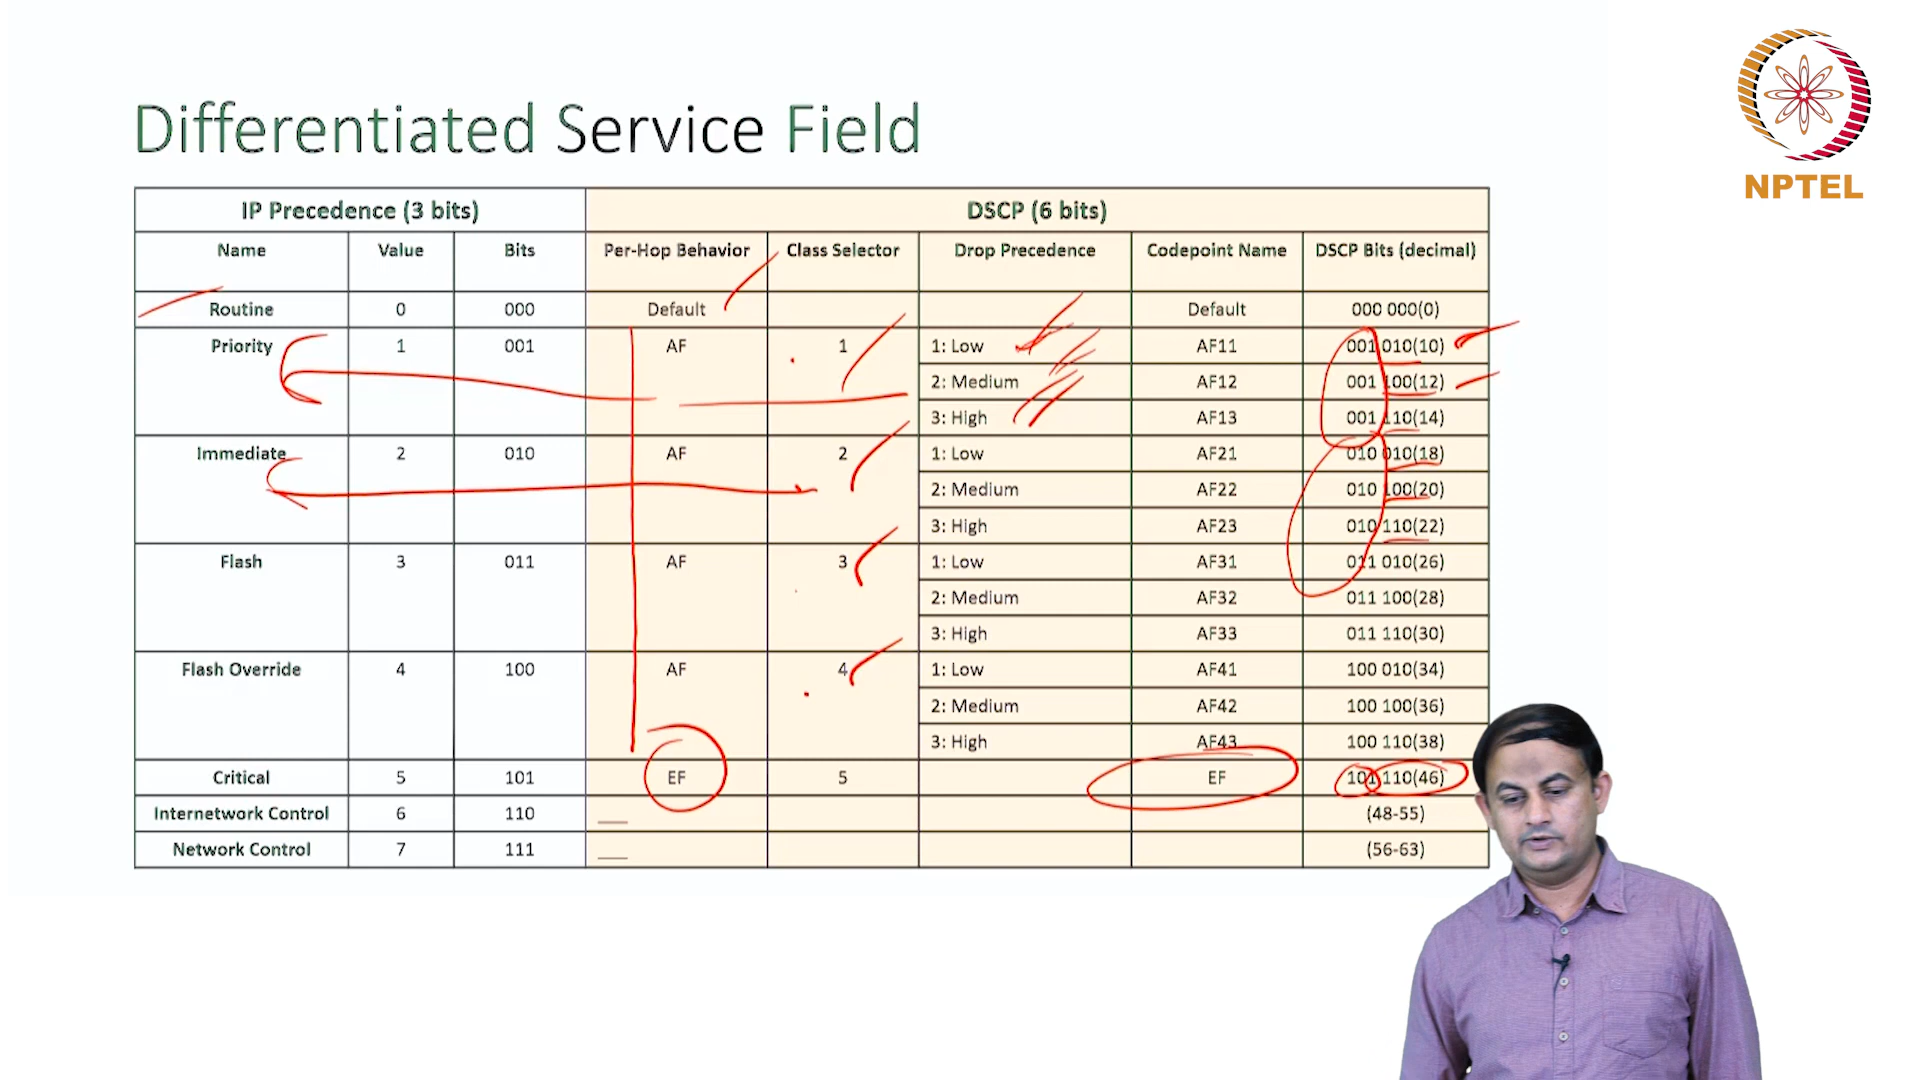 NPTEL
Differentiated Service Field
IP Precedence (3 bits) DSCP (6 bits)
Name Value Bits Per-Hop Behavior Class Selector Drop Precedence Codepoint Name DSCP Bits (decimal)
Routine 0 000 Default Default 000 000(0)
Priority 1 001 AF 1 1: Low AF11 001 010(10)
2: Medium AF12 001 100(12)
3: High AF13 001 110(14)
Immediate 2 010 AF 2 1: Low AF21 010 010(18)
2: Medium AF22 010 100(20)
3: High AF23 010 110(22)
Flash 3 011 AF 3 1: Low AF31 011 010(26)
2: Medium AF32 011 100(28)
3: High AF33 011 110(30)
Flash Override 4 100 AF 4 1: Low AF41 100 010(34)
2: Medium AF42 100 100(36)
3: High AF43 100 110(38)
Critical 5 101 EF 5 EF 101 110(46)
Internetwork Control 6 110 (48-55)
Network Control 7 111 (56-63)